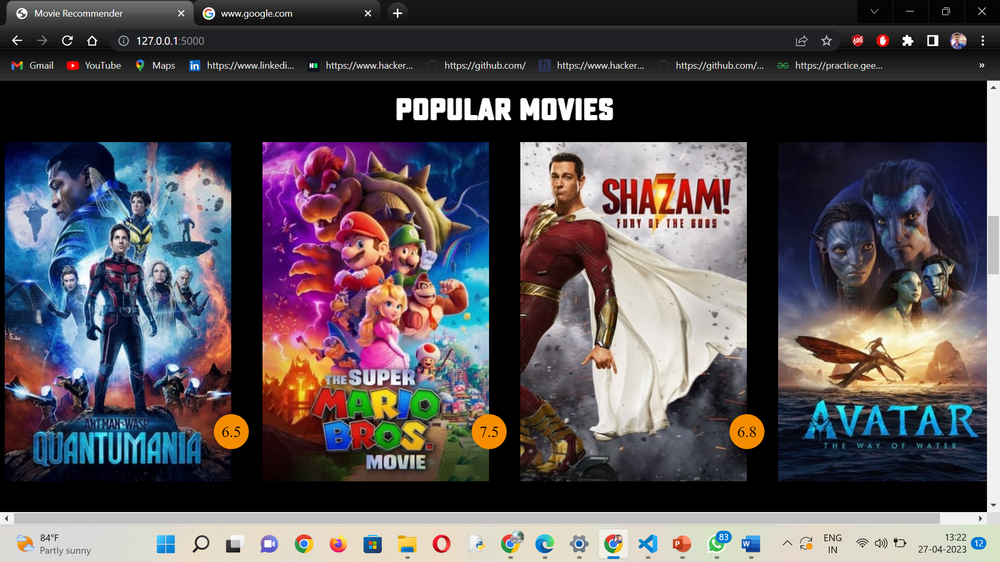 Movie Recommender
www.google.com
127.0.0.1:5000
Gmail
YouTube
Maps
https://www.linkedi...
https://www.hacker...
https://github.com/
https://www.hacker...
https://github.com/...
https://practice.gee...
»
POPULAR MOVIES
ANT-MAN AND THE WASP
QUANTUMANIA
6.5
THE SUPER
MARIO
BROS.
MOVIE
7.5
SHAZAM!
FURY OF THE GODS
6.8
AVATAR
THE WAY OF WATER
84°F
Partly sunny
83
ENG
IN
13:22
27-04-2023
12